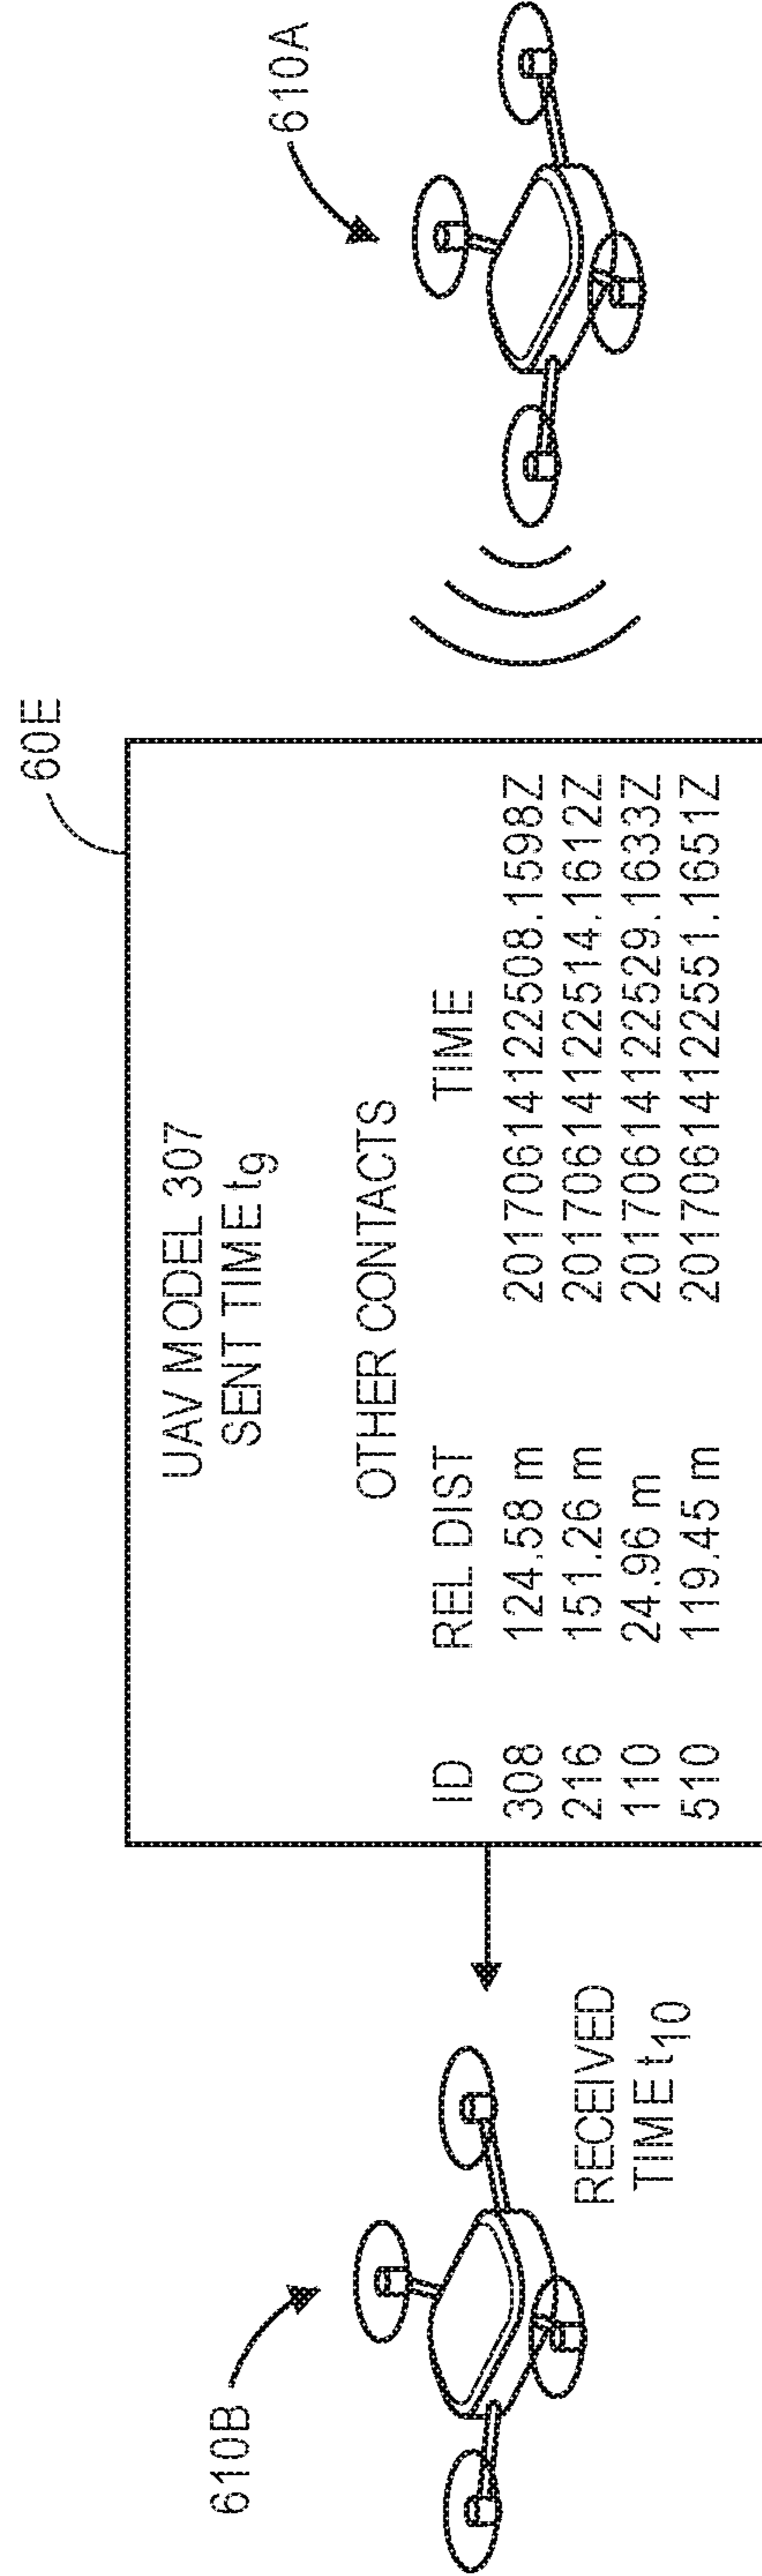 60E
610A
610B
UAV MODEL 307
SENT TIME t9
OTHER CONTACTS
ID REL DIST TIME
308 124.58 m 20170614122508.1598Z
216 151.26 m 20170614122514.1612Z
110 24.96 m 20170614122529.1633Z
510 119.45 m 20170614122551.1651Z
RECEIVED
TIME t10